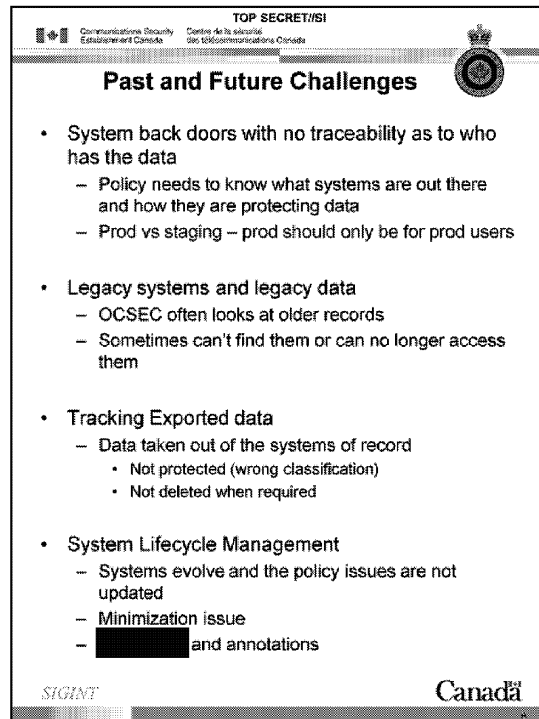 TOP SECRET//SI
Communications Security Establishment Canada
Centre de la sécurité des télécommunications Canada
Past and Future Challenges
• System back doors with no traceability as to who
has the data
– Policy needs to know what systems are out there
and how they are protecting data
– Prod vs staging – prod should only be for prod users
• Legacy systems and legacy data
– OCSEC often looks at older records
– Sometimes can't find them or can no longer access
them
• Tracking Exported data
– Data taken out of the systems of record
• Not protected (wrong classification)
• Not deleted when required
• System Lifecycle Management
– Systems evolve and the policy issues are not
updated
– Minimization issue
– and annotations
SIGINT
Canada